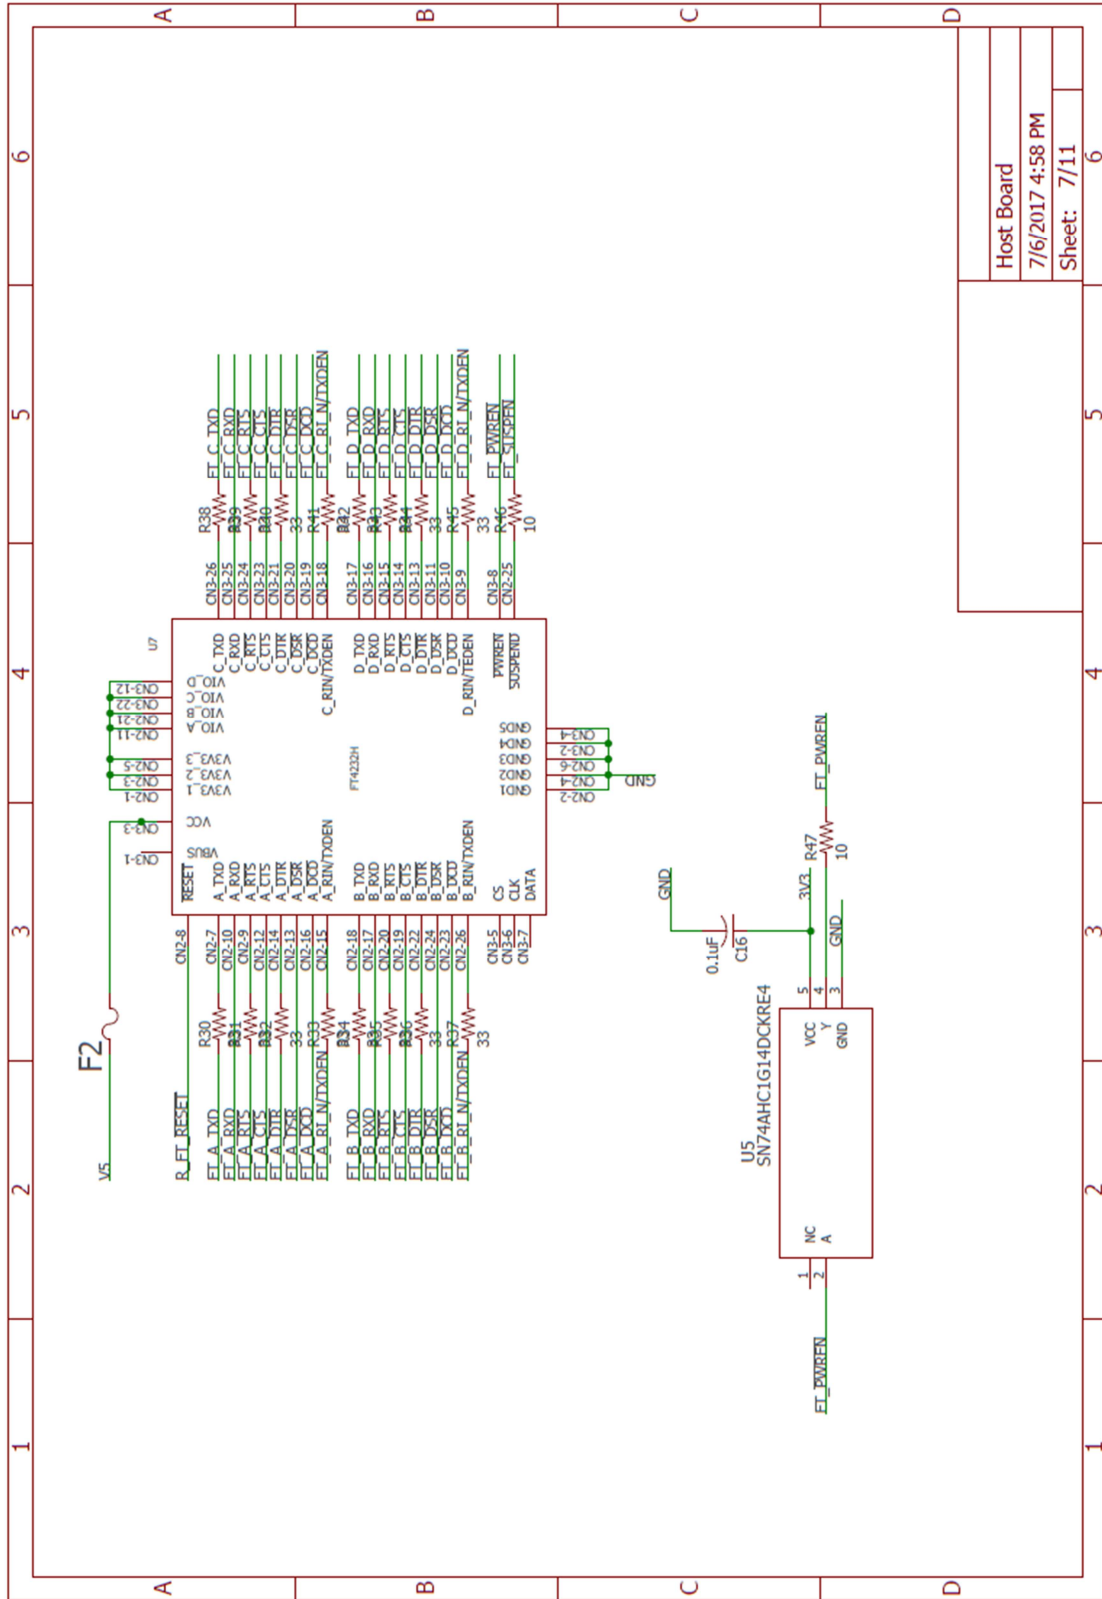 1
2
3
4
5
6
A
B
C
D
V5
F2
R_FT_RESET
FT_A_TXD
FT_A_RXD
FT_A_RTS
FT_A_CTS
FT_A_DTR
FT_A_DSR
FT_A_DCD
FT_A_RI_N/TXDEN
FT_B_TXD
FT_B_RXD
FT_B_RTS
FT_B_CTS
FT_B_DTR
FT_B_DSR
FT_B_DCD
FT_B_RI_N/TXDEN
R30
R33
33
R37
33
CN2-8
CN2-7
CN2-10
CN2-9
CN2-12
CN2-14
CN2-13
CN2-16
CN2-15
CN2-18
CN2-17
CN2-20
CN2-19
CN2-22
CN2-24
CN2-23
CN2-26
CN3-5
CN3-6
CN3-7
RESET
A_TXD
A_RXD
A_RTS
A_CTS
A_DTR
A_DSR
A_DCD
A_RIN/TXDEN
B_TXD
B_RXD
B_RTS
B_CTS
B_DTR
B_DSR
B_DCD
B_RIN/TXDEN
CS
CLK
DATA
CN3-1
CN3-3
CN2-1
CN2-3
CN2-5
CN2-11
CN2-21
CN3-22
CN3-12
VBUS
VCC
V3V3_1
V3V3_2
V3V3_3
VIO_A
VIO_B
VIO_C
VIO_D
U7
FT4232H
GND1
GND2
GND3
GND4
GND5
CN2-2
CN2-4
CN2-6
CN3-2
CN3-4
GND
C_TXD
C_RXD
C_RTS
C_CTS
C_DTR
C_DSR
C_DCD
C_RIN/TXDEN
D_TXD
D_RXD
D_RTS
D_CTS
D_DTR
D_DSR
D_DCD
D_RIN/TEDEN
PWREN
SUSPEND
CN3-26
CN3-25
CN3-24
CN3-23
CN3-21
CN3-20
CN3-19
CN3-18
CN3-17
CN3-16
CN3-15
CN3-14
CN3-13
CN3-11
CN3-10
CN3-9
CN3-8
CN2-25
R38
33
R41
33
R45
33
R46
10
FT_C_TXD
FT_C_RXD
FT_C_RTS
FT_C_CTS
FT_C_DTR
FT_C_DSR
FT_C_DCD
FT_C_RI_N/TXDEN
FT_D_TXD
FT_D_RXD
FT_D_RTS
FT_D_CTS
FT_D_DTR
FT_D_DSR
FT_D_DCD
FT_D_RI_N/TXDEN
FT_PWREN
FT_SUSPEN
FT_PWREN
1
2
NC
A
U5
SN74AHC1G14DCKRE4
VCC
Y
GND
5
4
3
0.1uF
C16
GND
3V3
GND
R47
10
FT_PWREN
Host Board
7/6/2017 4:58 PM
Sheet: 7/11
1
2
3
4
5
6
A
B
C
D